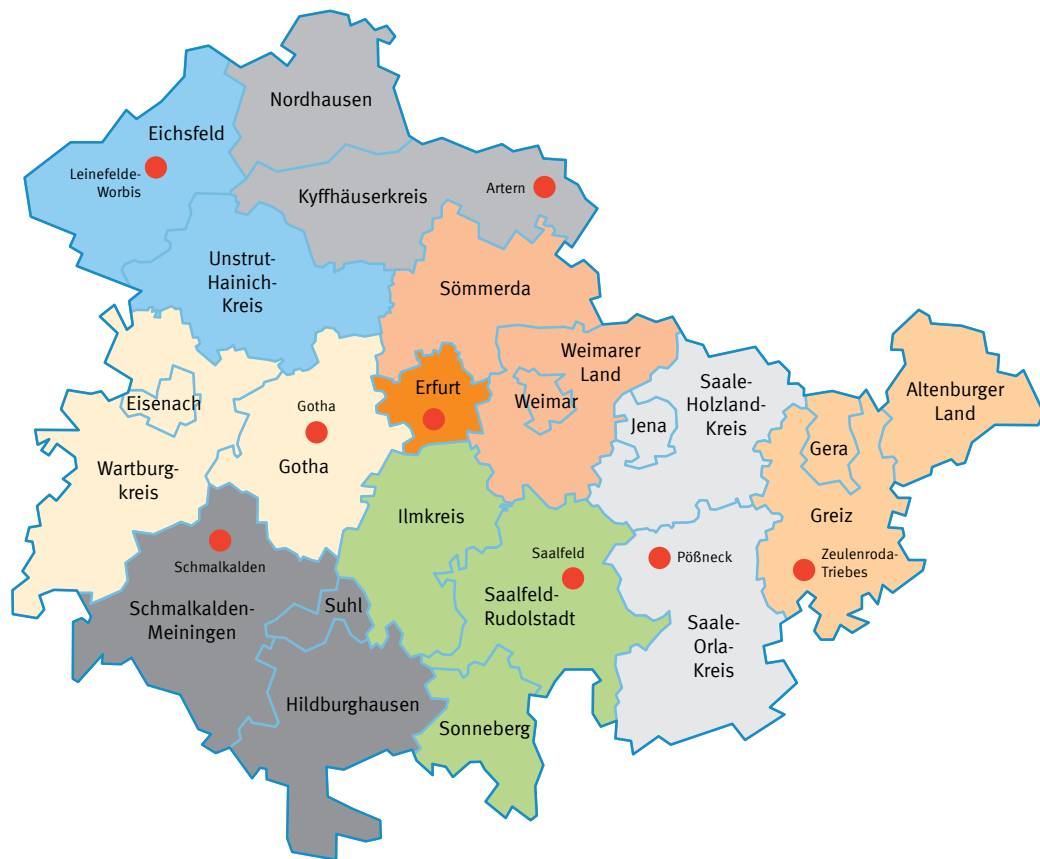 Nordhausen
Eichsfeld
Leinefelde-
Worbis
Kyffhäuserkreis
Artern
Unstrut-
Hainich-
Kreis
Sömmerda
Weimarer
Land
Erfurt
Weimar
Eisenach
Gotha
Gotha
Wartburg-
kreis
Jena
Saale-
Holzland-
Kreis
Altenburger
Land
Gera
Greiz
Zeulenroda-
Triebes
Ilmkreis
Saalfeld
Saalfeld-
Rudolstadt
Pößneck
Saale-
Orla-
Kreis
Schmalkalden
Schmalkalden-
Meiningen
Suhl
Hildburghausen
Sonneberg